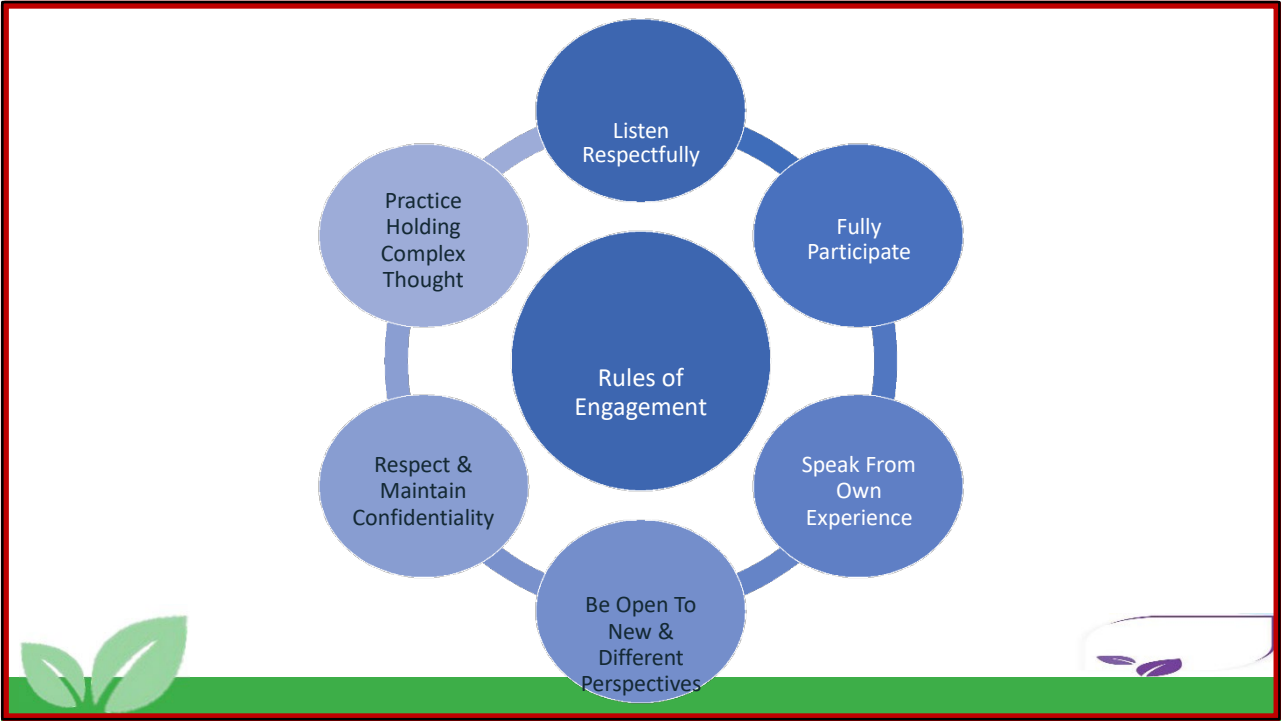 Listen
Respectfully
Fully
Participate
Speak From
Own
Experience
Be Open To
New &
Different
Perspectives
Respect &
Maintain
Confidentiality
Practice
Holding
Complex
Thought
Rules of
Engagement